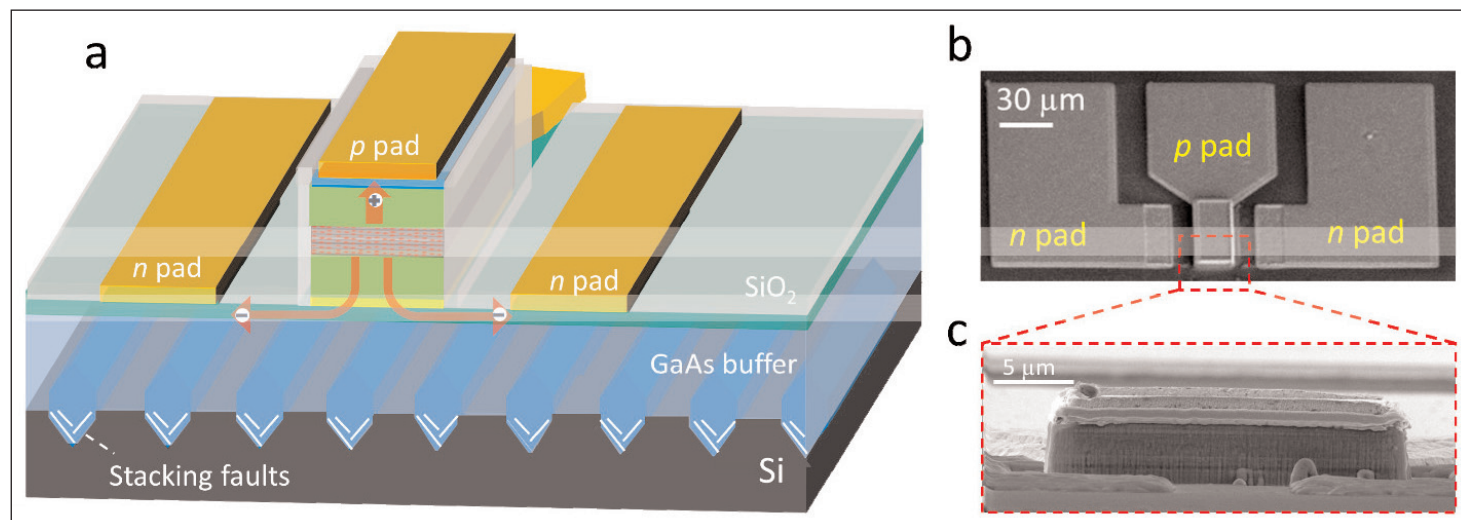 a
p pad
n pad
n pad
SiO₂
GaAs buffer
Stacking faults
Si
b
30 μm
p pad
n pad
n pad
c
5 μm